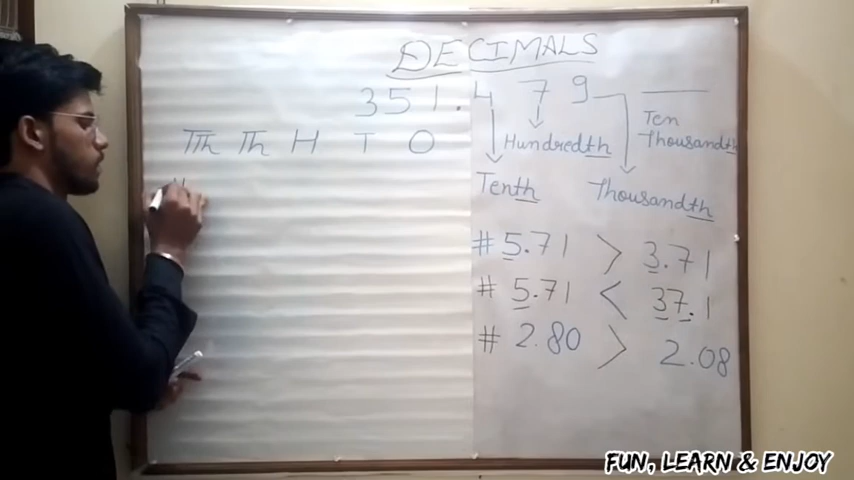 DECIMALS
351.479 ___
TTh Th H T O
Hundredth
Ten
Thousandth
Tenth
Thousandth
# 5.71 > 3.71
# 5.71 < 37.1
# 2.80 > 2.08
FUN, LEARN & ENJOY